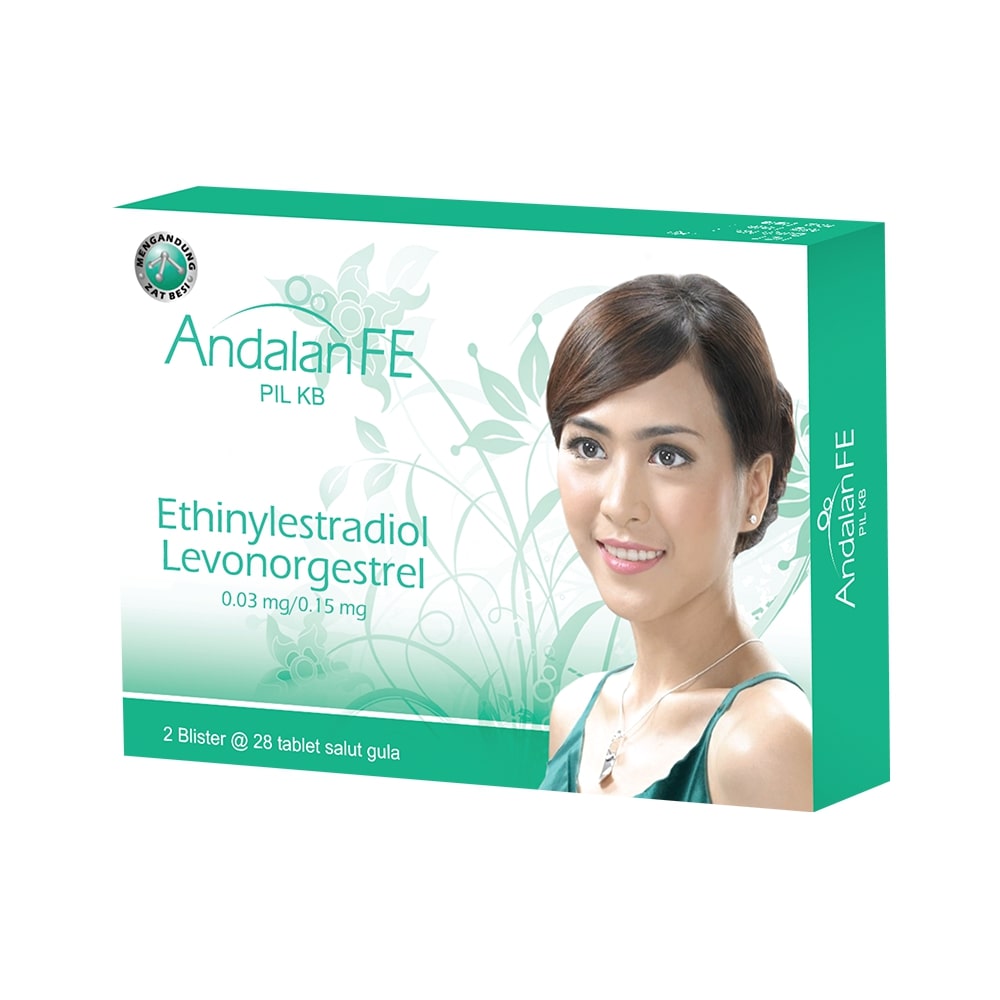 MENGANDUNG
ZAT BESI
Andalan FE
PIL KB
Ethinylestradiol
Levonorgestrel
0.03 mg/0.15 mg
2 Blister @ 28 tablet salut gula
Andalan FE
PIL KB